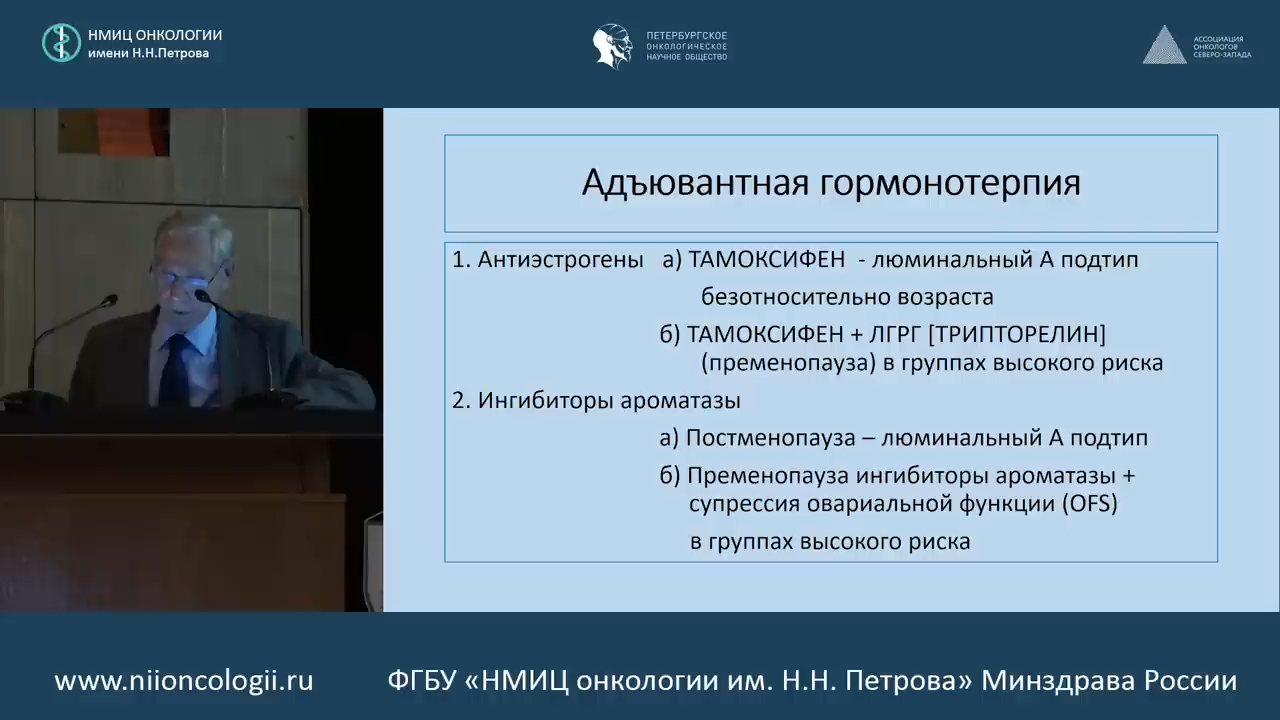 НМИЦ ОНКОЛОГИИ
имени Н.Н.Петрова
ПЕТЕРБУРГСКОЕ
ОНКОЛОГИЧЕСКОЕ
НАУЧНОЕ ОБЩЕСТВО
АССОЦИАЦИЯ
ОНКОЛОГОВ
СЕВЕРО-ЗАПАДА
Адъювантная гормонотерпия
1. Антиэстрогены а) ТАМОКСИФЕН - люминальный А подтип
безотносительно возраста
б) ТАМОКСИФЕН + ЛГРГ [ТРИПТОРЕЛИН]
(пременопауза) в группах высокого риска
2. Ингибиторы ароматазы
а) Постменопауза – люминальный А подтип
б) Пременопауза ингибиторы ароматазы +
супрессия овариальной функции (OFS)
в группах высокого риска
www.niioncologii.ru
ФГБУ «НМИЦ онкологии им. Н.Н. Петрова» Минздрава России